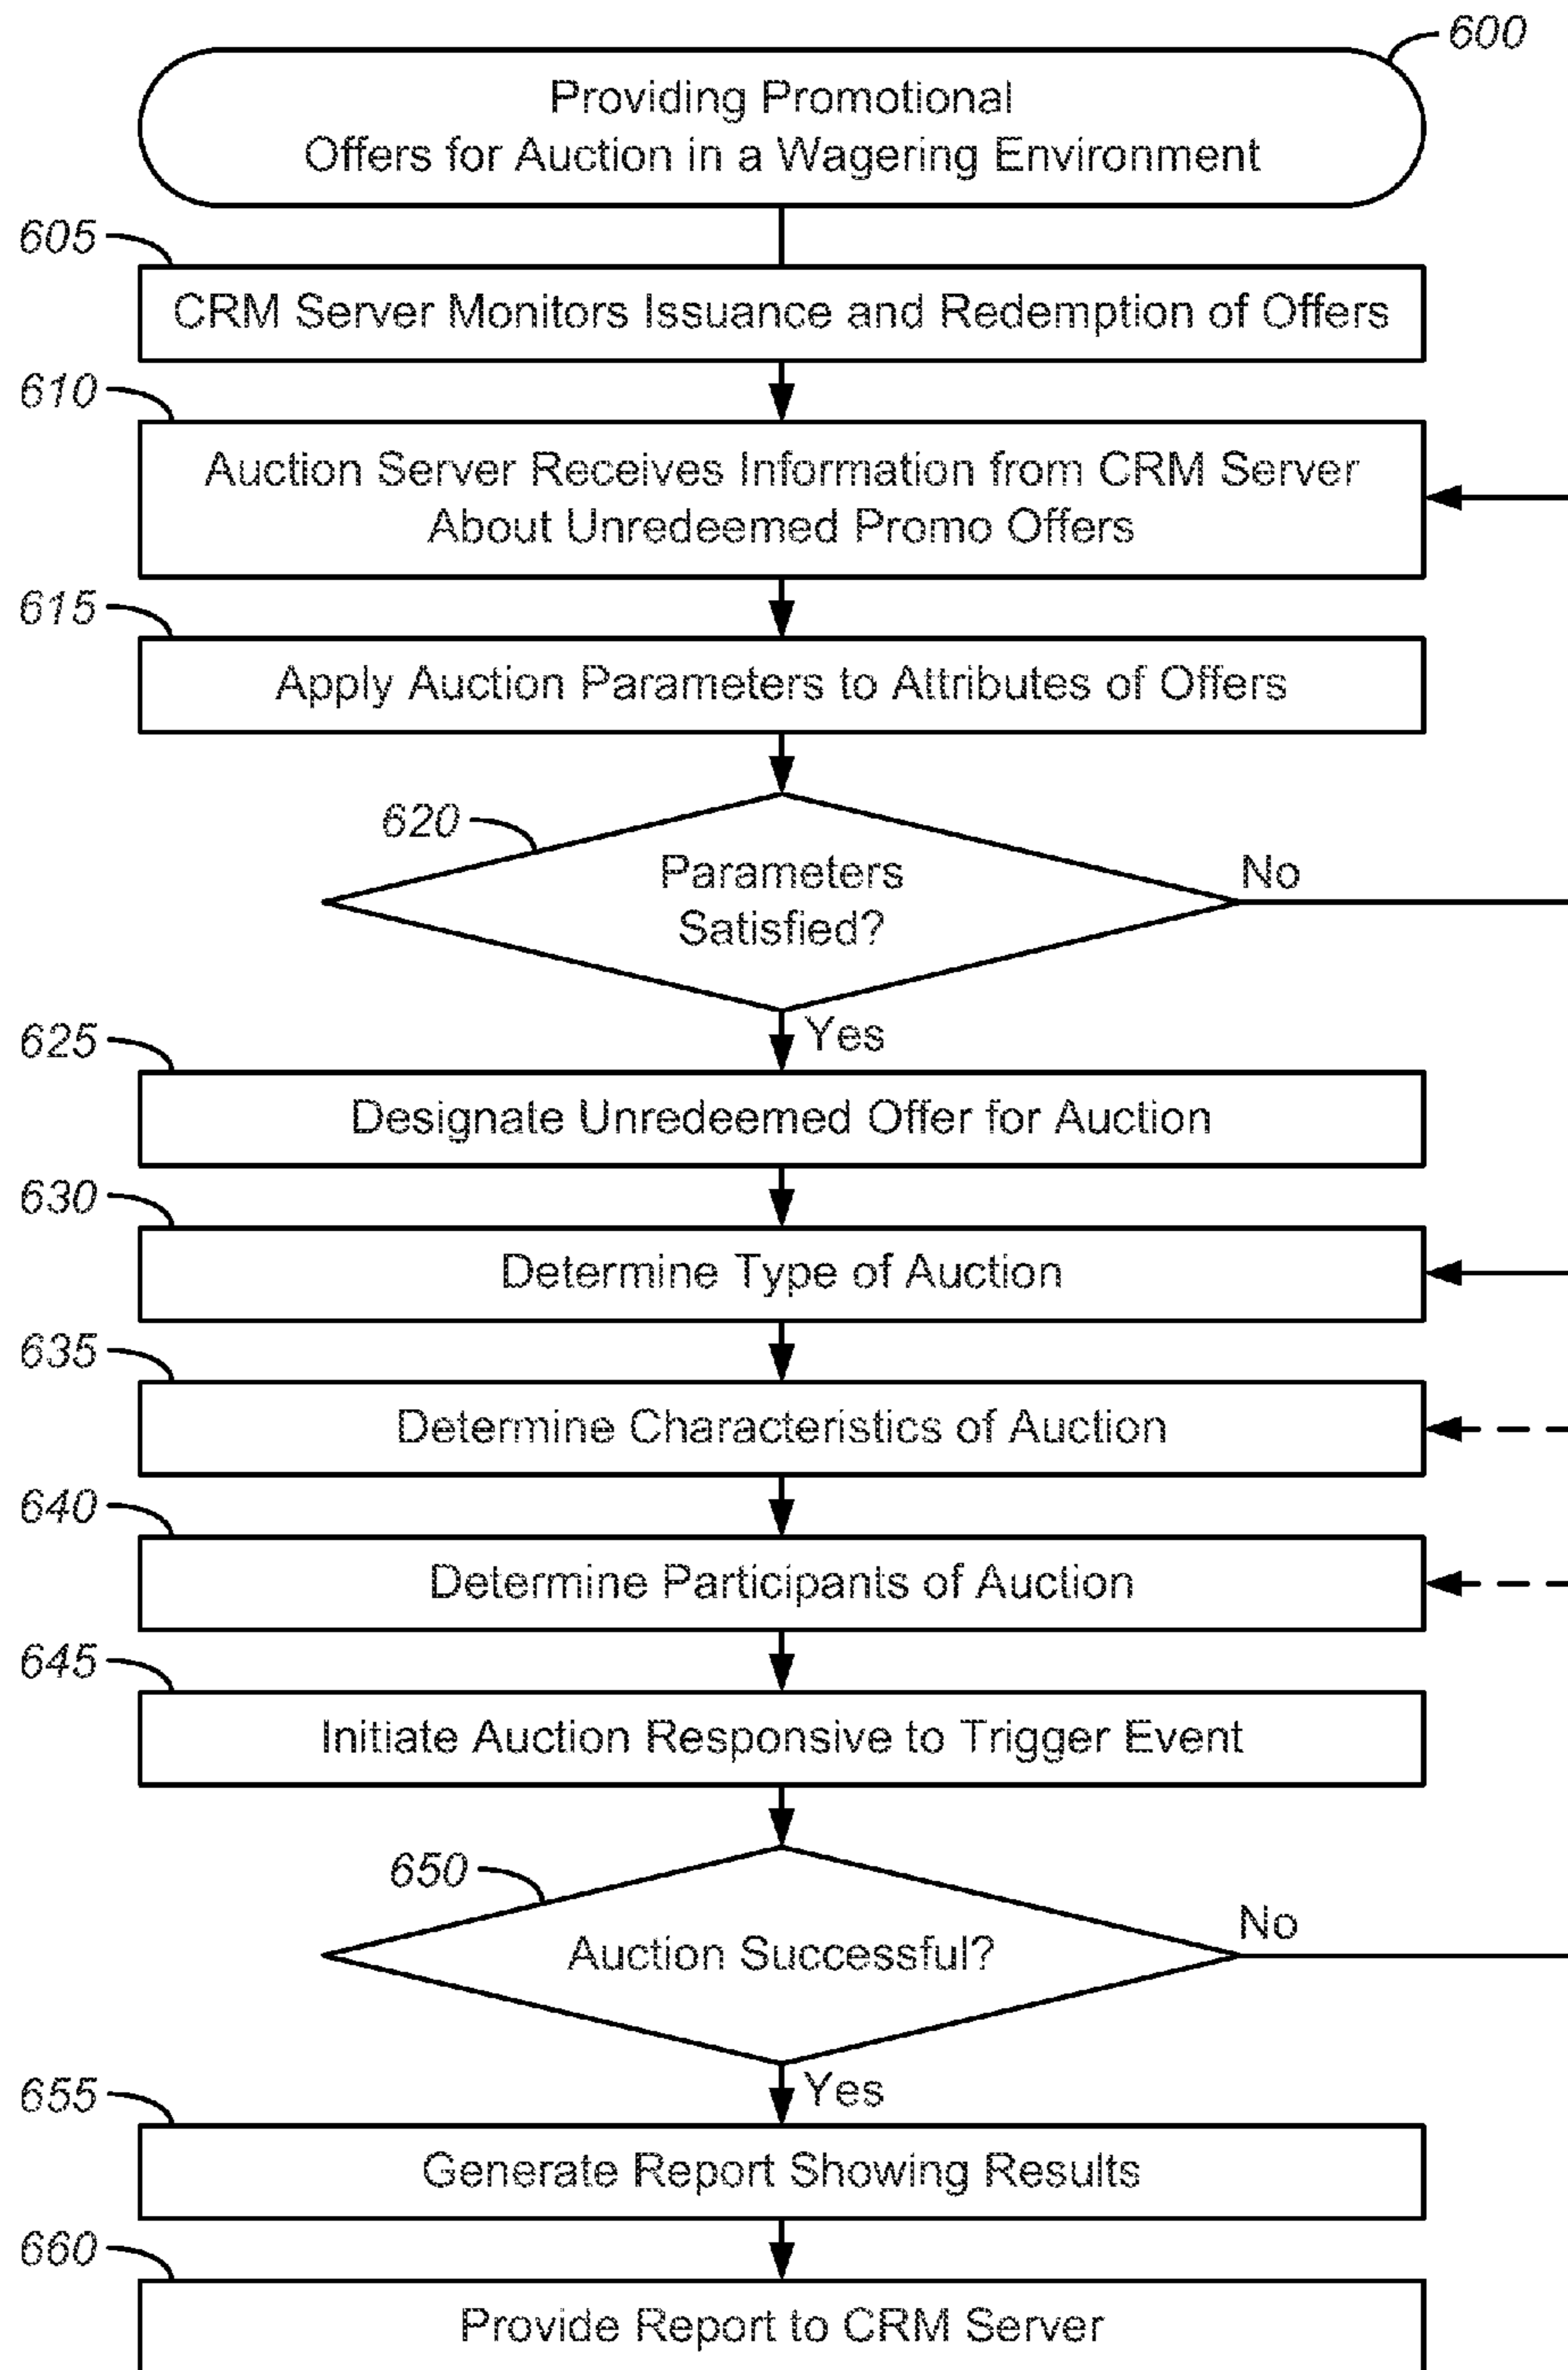 600
Providing Promotional
Offers for Auction in a Wagering Environment
605
CRM Server Monitors Issuance and Redemption of Offers
610
Auction Server Receives Information from CRM Server
About Unredeemed Promo Offers
615
Apply Auction Parameters to Attributes of Offers
620
Parameters
Satisfied?
No
Yes
625
Designate Unredeemed Offer for Auction
630
Determine Type of Auction
635
Determine Characteristics of Auction
640
Determine Participants of Auction
645
Initiate Auction Responsive to Trigger Event
650
Auction Successful?
No
Yes
655
Generate Report Showing Results
660
Provide Report to CRM Server